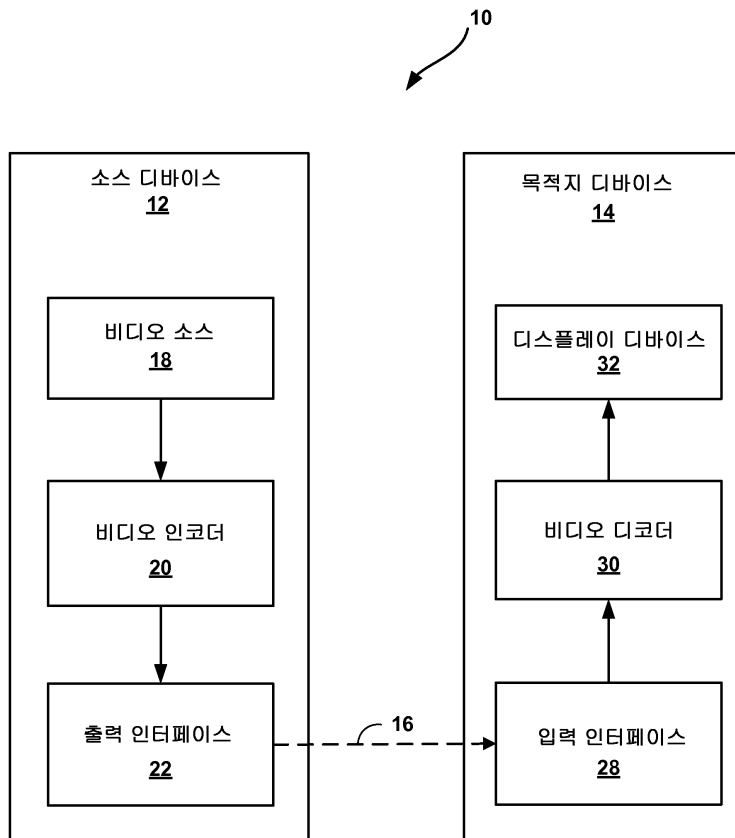 10
소스 디바이스
12
비디오 소스
18
비디오 인코더
20
출력 인터페이스
22
16
목적지 디바이스
14
디스플레이 디바이스
32
비디오 디코더
30
입력 인터페이스
28